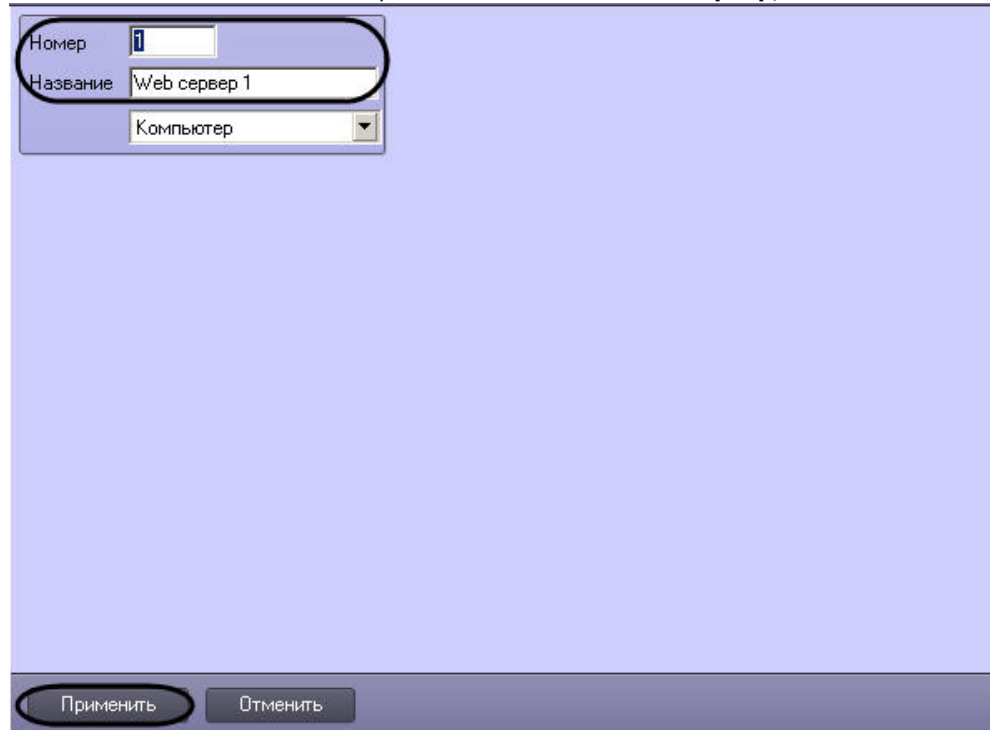 Номер 1
Название Web сервер 1
Компьютер
Применить Отменить